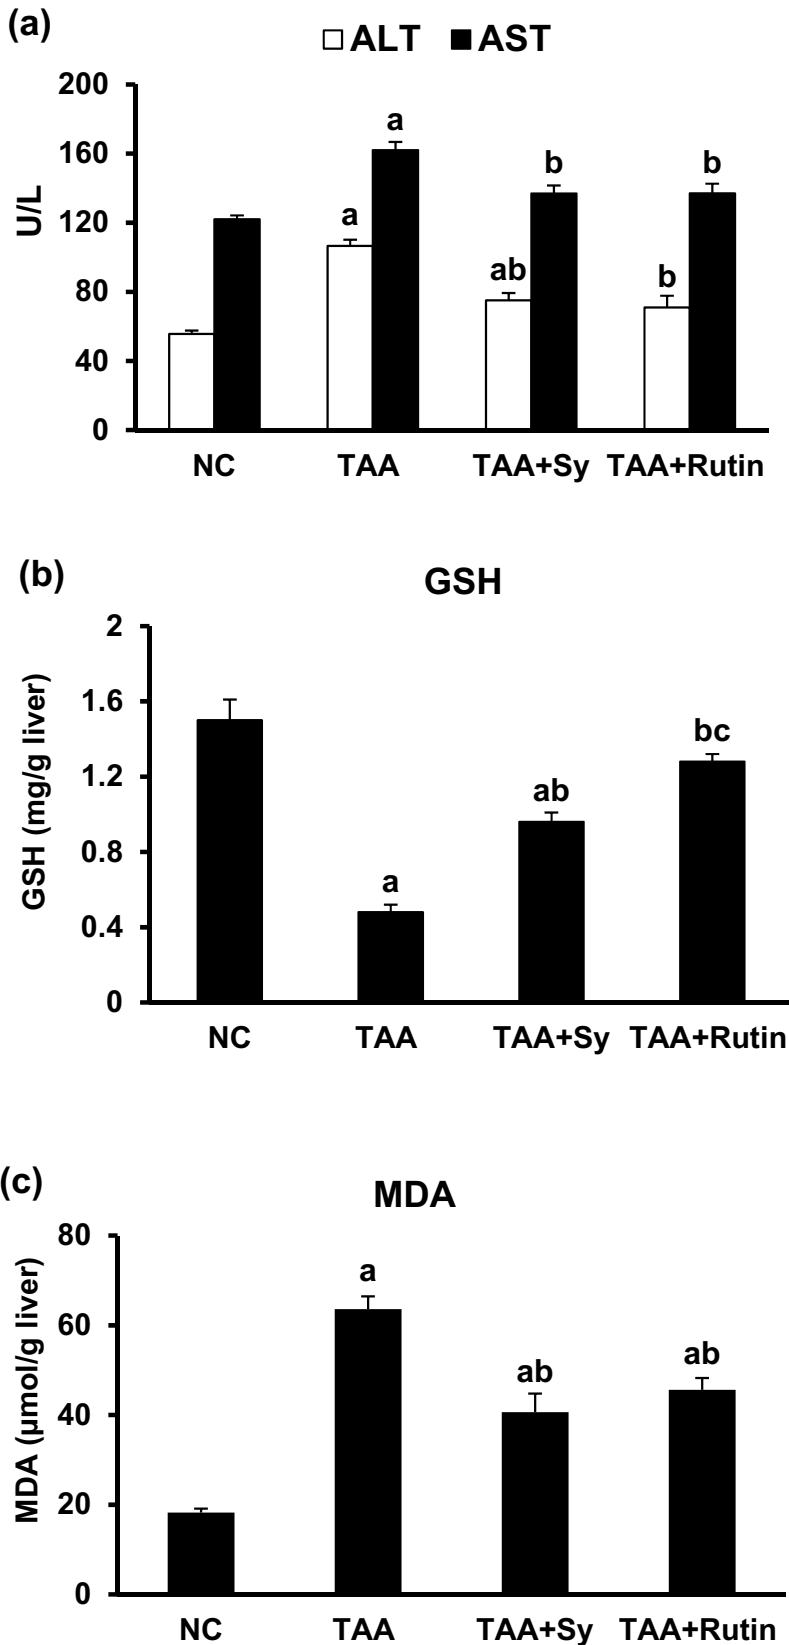 (a)
ALT AST
200
160
120
80
40
0
U/L
a
a
ab
b
b
b
NC TAA TAA+Sy TAA+Rutin
(b)
GSH
2
1.6
1.2
0.8
0.4
0
GSH (mg/g liver)
a
ab
bc
NC TAA TAA+Sy TAA+Rutin
(c)
MDA
80
60
40
20
0
MDA (μmol/g liver)
a
ab
ab
NC TAA TAA+Sy TAA+Rutin